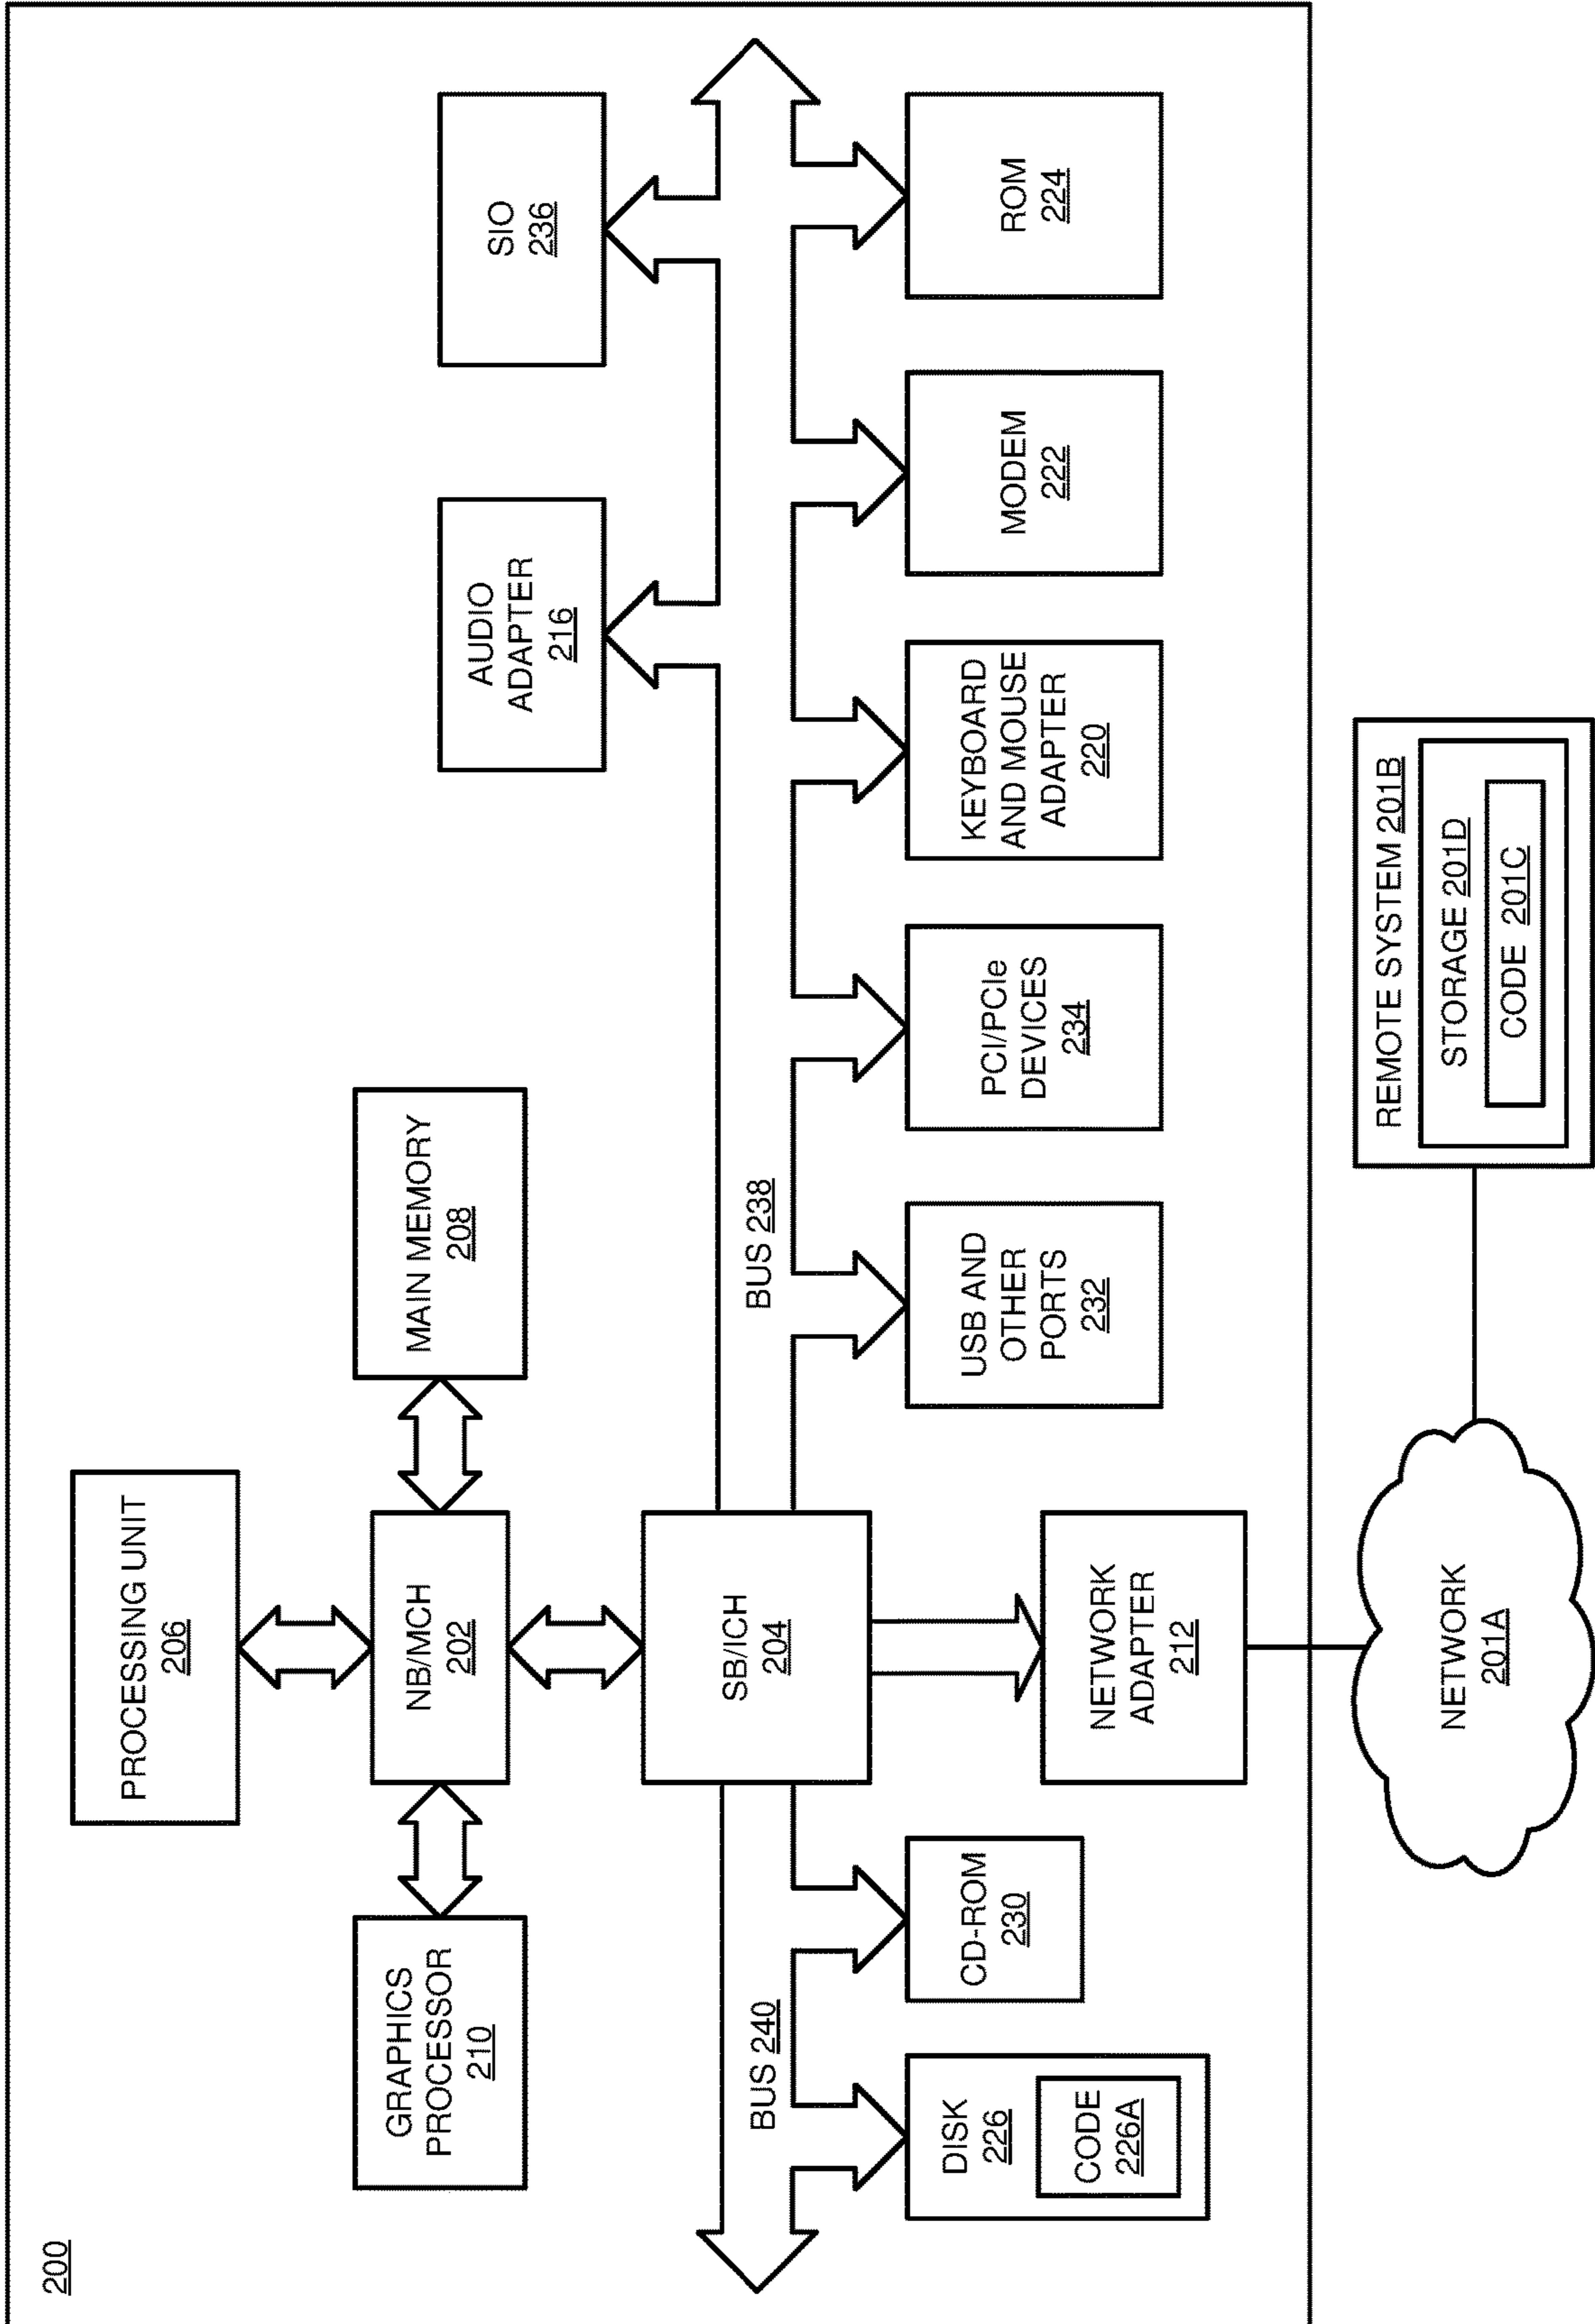 200
PROCESSING UNIT
206
GRAPHICS
PROCESSOR
210
NB/MCH
202
MAIN MEMORY
208
AUDIO
ADAPTER
216
SIO
236
SB/ICH
204
BUS 240
BUS 238
DISK
226
CODE
226A
CD-ROM
230
NETWORK
ADAPTER
212
USB AND
OTHER
PORTS
232
PCI/PCIe
DEVICES
234
KEYBOARD
AND MOUSE
ADAPTER
220
MODEM
222
ROM
224
NETWORK
201A
REMOTE SYSTEM 201B
STORAGE 201D
CODE 201C